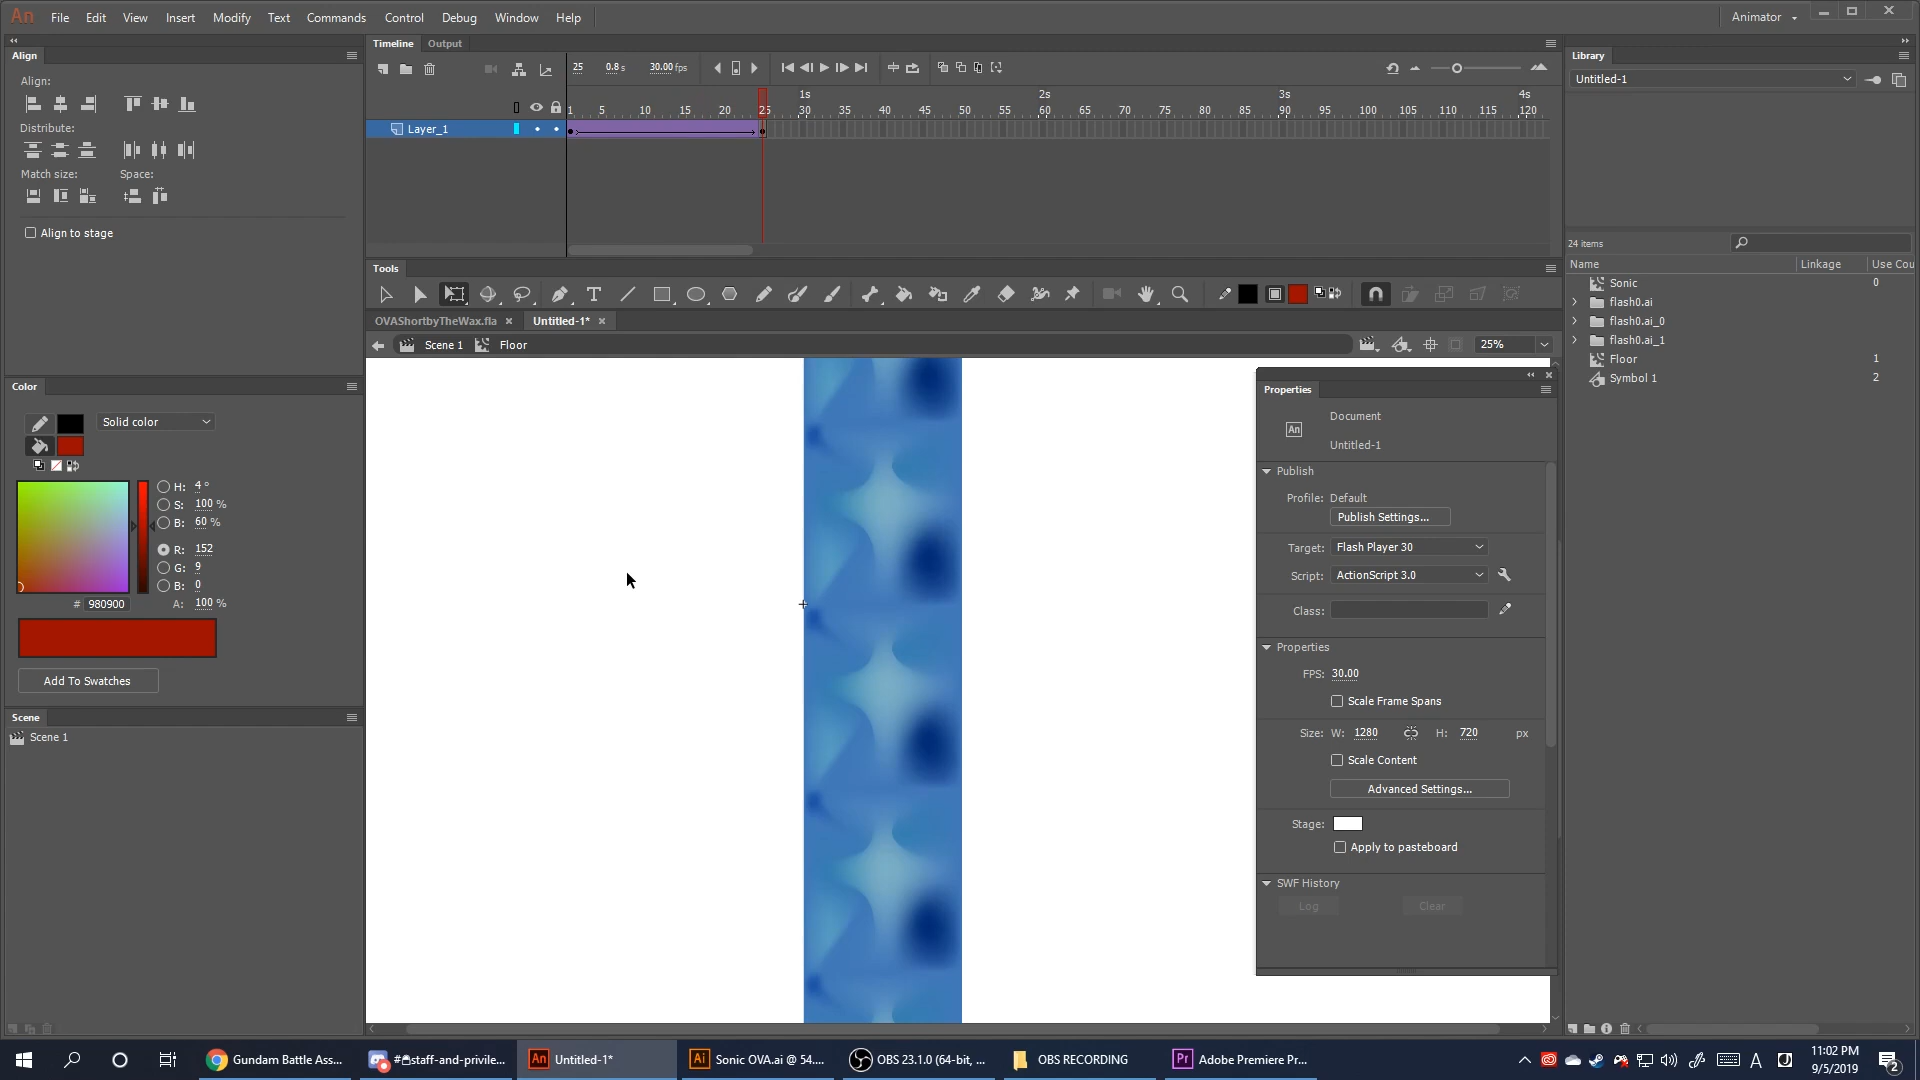 An File Edit View Insert Modify Text Commands Control Debug Window Help Animator
Align
Align:
Distribute:
Match size: Space:
Align to stage
Color
Solid color
H: 4 °
S: 100 %
B: 60 %
R: 152
G: 9
B: 0
# 980900 A: 100 %
Add To Swatches
Scene
Scene 1
Timeline Output
25 0.8 s 30.00 fps
1s 2s 3s 4s
1 5 10 15 20 25 30 35 40 45 50 55 60 65 70 75 80 85 90 95 100 105 110 115 120
Layer_1
Tools
OVAShortbyTheWax.fla Untitled-1*
Scene 1 Floor 25%
Properties
Document
An Untitled-1
Publish
Profile: Default
Publish Settings...
Target: Flash Player 30
Script: ActionScript 3.0
Class:
Properties
FPS: 30.00
Scale Frame Spans
Size: W: 1280 H: 720 px
Scale Content
Advanced Settings...
Stage:
Apply to pasteboard
SWF History
Log Clear
Library
Untitled-1
24 items
Name Linkage Use Cou
Sonic 0
flash0.ai
flash0.ai_0
flash0.ai_1
Floor 1
Symbol 1 2
Gundam Battle Ass...
staff-and-privile...
An Untitled-1*
Ai Sonic OVA.ai @ 54....
OBS 23.1.0 (64-bit, ...
OBS RECORDING
Pr Adobe Premiere Pr...
A
11:02 PM
9/5/2019
2